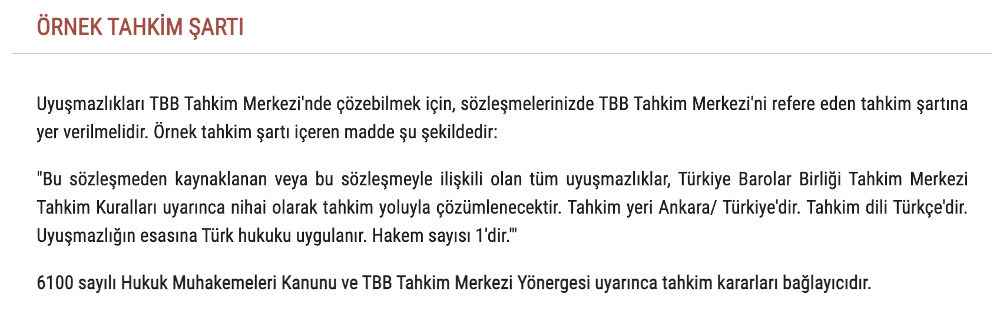 ÖRNEK TAHKİM ŞARTI
Uyuşmazlıkları TBB Tahkim Merkezi'nde çözebilmek için, sözleşmelerinizde TBB Tahkim Merkezi'ni refere eden tahkim şartına
yer verilmelidir. Örnek tahkim şartı içeren madde şu şekildedir:
"Bu sözleşmeden kaynaklanan veya bu sözleşmeyle ilişkili olan tüm uyuşmazlıklar, Türkiye Barolar Birliği Tahkim Merkezi
Tahkim Kuralları uyarınca nihai olarak tahkim yoluyla çözümlenecektir. Tahkim yeri Ankara/ Türkiye'dir. Tahkim dili Türkçe'dir.
Uyuşmazlığın esasına Türk hukuku uygulanır. Hakem sayısı 1'dir.'"
6100 sayılı Hukuk Muhakemeleri Kanunu ve TBB Tahkim Merkezi Yönergesi uyarınca tahkim kararları bağlayıcıdır.